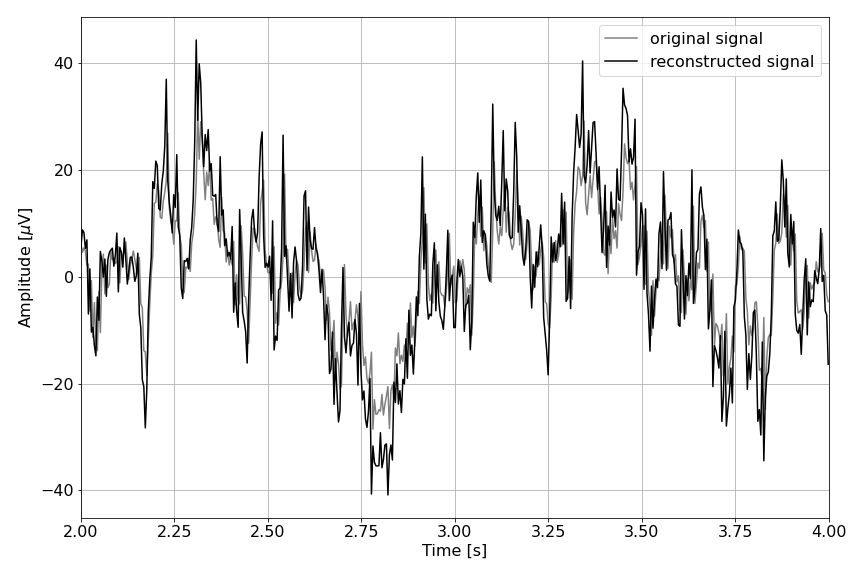 original signal
reconstructed signal
Amplitude [μV]
40
20
0
−20
−40
2.00 2.25 2.50 2.75 3.00 3.25 3.50 3.75 4.00
Time [s]